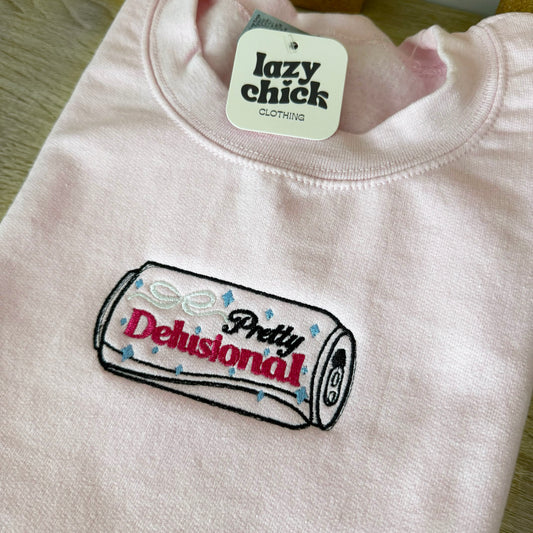 lazy
chick
CLOTHING
Pretty
Delusional